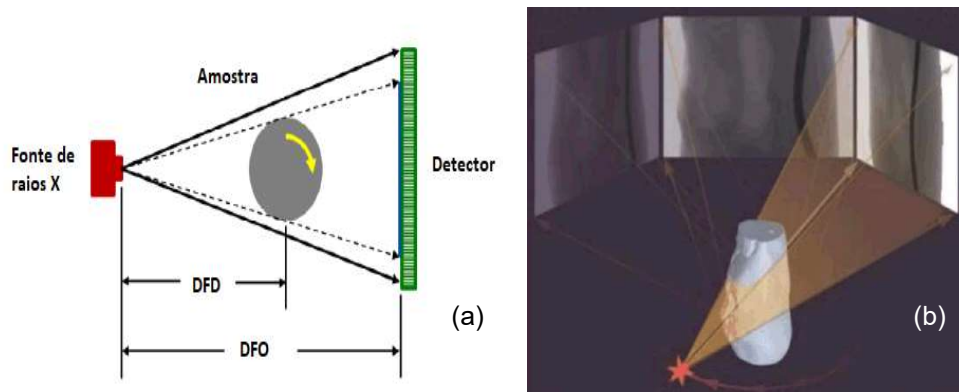 Amostra
Fonte de
raios X
Detector
DFD
DFO
(a)
(b)